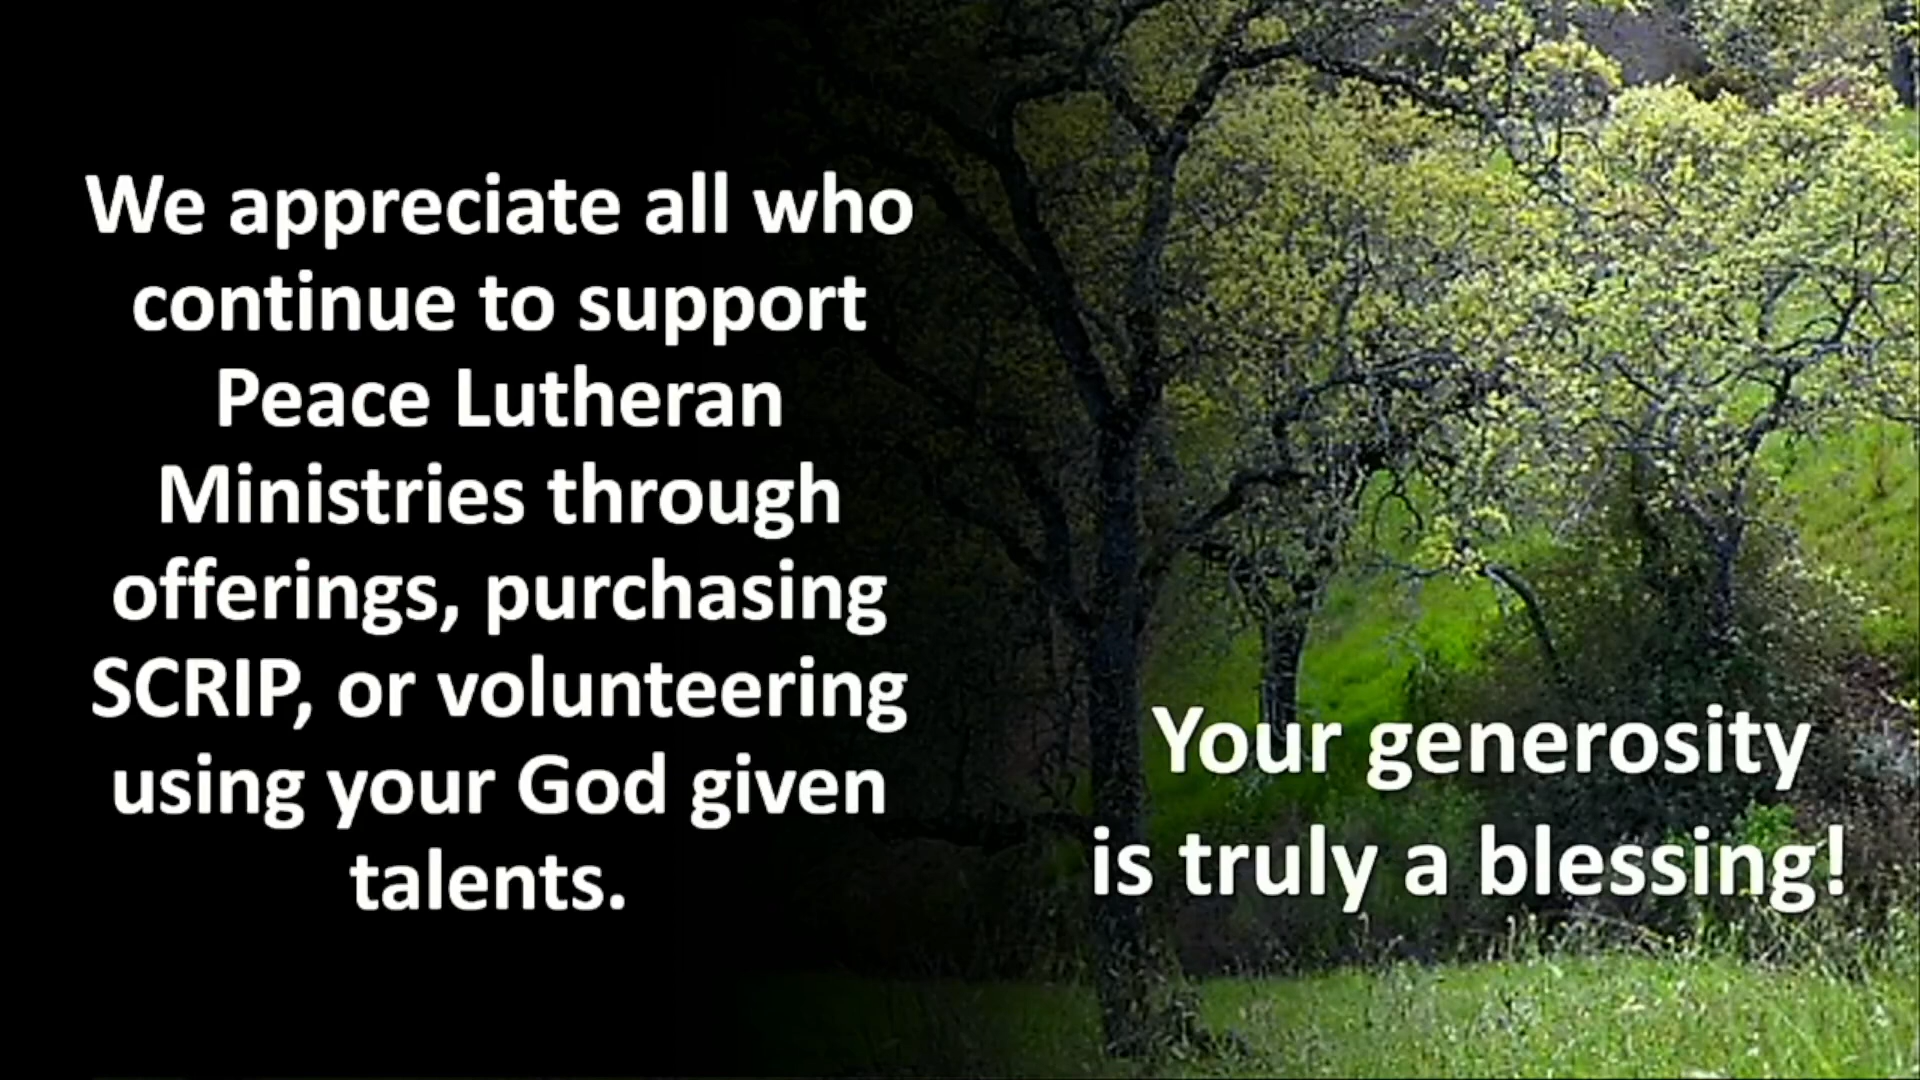 We appreciate all who
continue to support
Peace Lutheran
Ministries through
offerings, purchasing
SCRIP, or volunteering
using your God given
talents.
Your generosity
is truly a blessing!